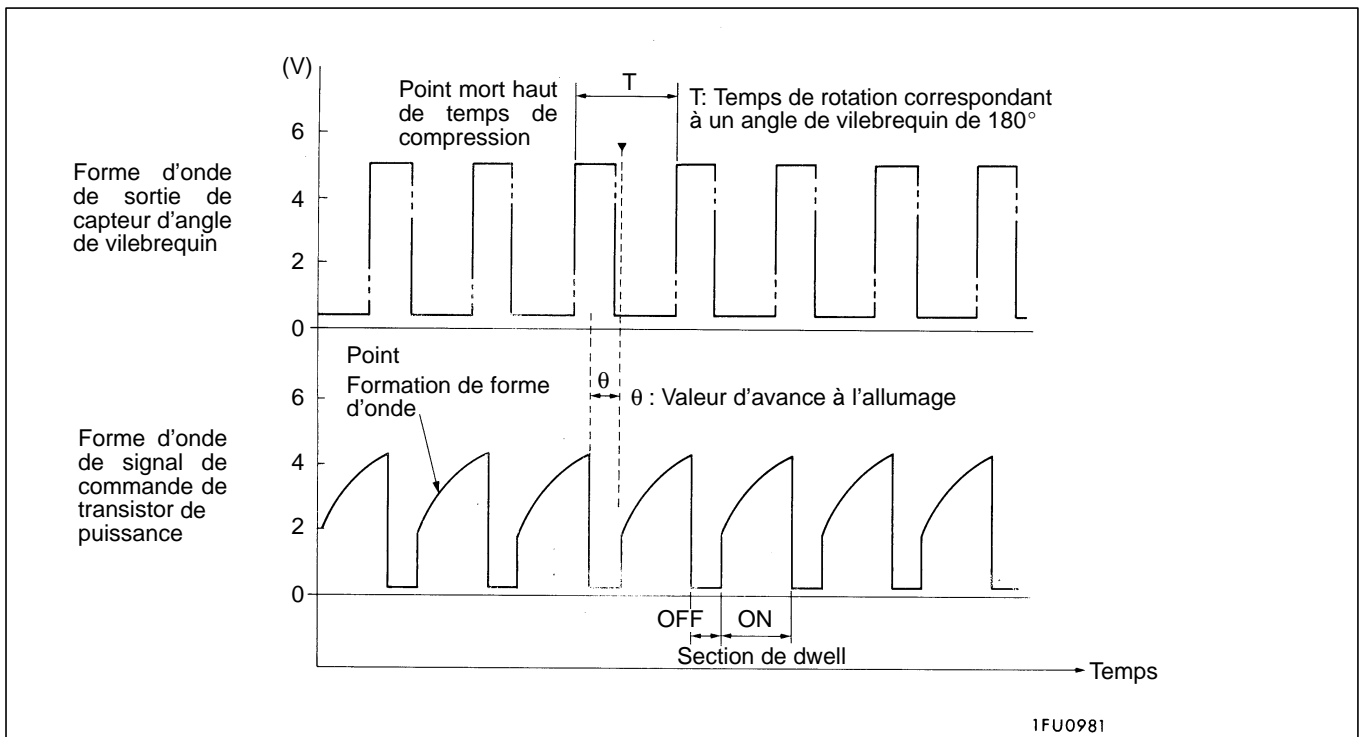 (V)
Point mort haut
de temps de
compression
T
T: Temps de rotation correspondant
à un angle de vilebrequin de 180°
6
4
2
0
Forme d'onde
de sortie de
capteur d'angle
de vilebrequin
Point
Formation de forme
d'onde
θ
θ : Valeur d'avance à l'allumage
6
4
2
0
Forme d'onde
de signal de
commande de
transistor de
puissance
OFF ON
Section de dwell
Temps
1FU0981